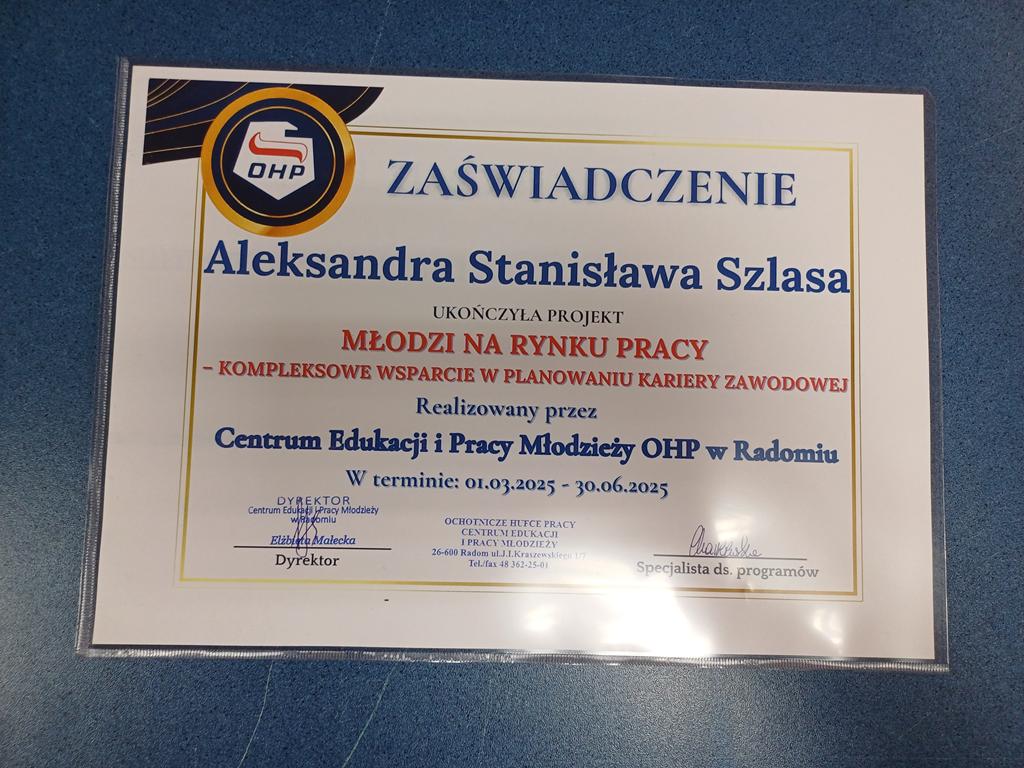 OHP
ZAŚWIADCZENIE
Aleksandra Stanisława Szlasa
UKOŃCZYŁA PROJEKT
MŁODZI NA RYNKU PRACY
– KOMPLEKSOWE WSPARCIE W PLANOWANIU KARIERY ZAWODOWEJ
Realizowany przez
Centrum Edukacji i Pracy Młodzieży OHP w Radomiu
W terminie: 01.03.2025 - 30.06.2025
DYREKTOR
Centrum Edukacji i Pracy Młodzieży
w Radomiu
Elżbieta Małecka
Dyrektor
OCHOTNICZE HUFCE PRACY
CENTRUM EDUKACJI
I PRACY MŁODZIEŻY
26-600 Radom ul.J.I.Kraszewskiego 1/7
Tel./fax 48 362-25-01
Specjalista ds. programów